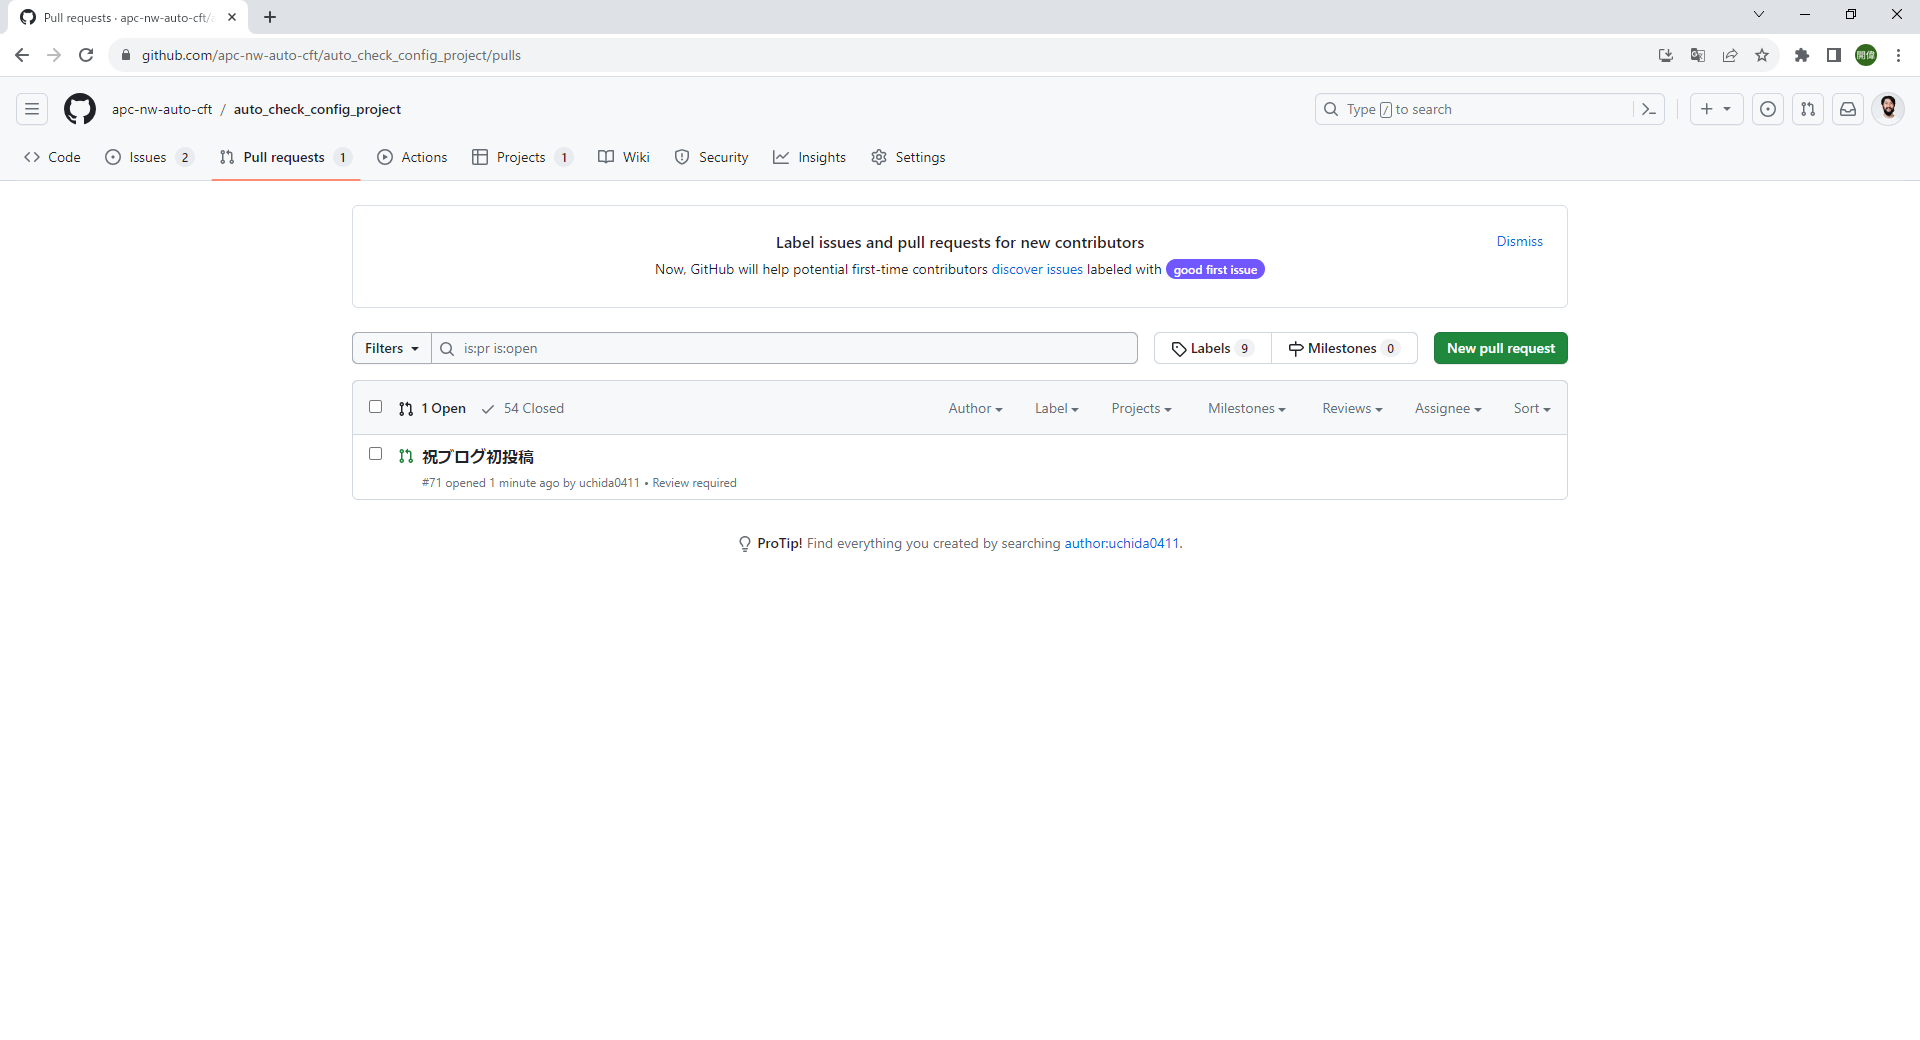 Pull requests · apc-nw-auto-cft/a
github.com/apc-nw-auto-cft/auto_check_config_project/pulls
開偉
apc-nw-auto-cft / auto_check_config_project
Type / to search
Code
Issues 2
Pull requests 1
Actions
Projects 1
Wiki
Security
Insights
Settings
Label issues and pull requests for new contributors
Dismiss
Now, GitHub will help potential first-time contributors discover issues labeled with good first issue
Filters
is:pr is:open
Labels 9
Milestones 0
New pull request
1 Open
54 Closed
Author
Label
Projects
Milestones
Reviews
Assignee
Sort
祝ブログ初投稿
#71 opened 1 minute ago by uchida0411 • Review required
ProTip! Find everything you created by searching author:uchida0411.